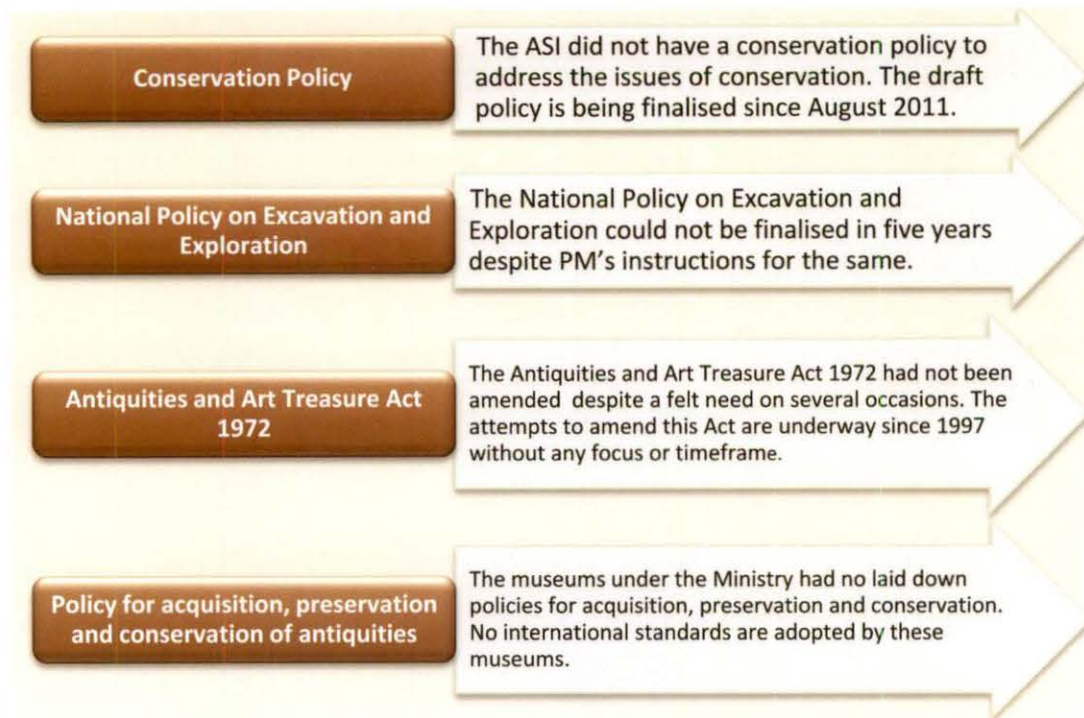 Conservation Policy
The ASI did not have a conservation policy to
address the issues of conservation. The draft
policy is being finalised since August 2011.
National Policy on Excavation and
Exploration
The National Policy on Excavation and
Exploration could not be finalised in five years
despite PM's instructions for the same.
Antiquities and Art Treasure Act
1972
The Antiquities and Art Treasure Act 1972 had not been
amended despite a felt need on several occasions. The
attempts to amend this Act are underway since 1997
without any focus or timeframe.
Policy for acquisition, preservation
and conservation of antiquities
The museums under the Ministry had no laid down
policies for acquisition, preservation and conservation.
No international standards are adopted by these
museums.